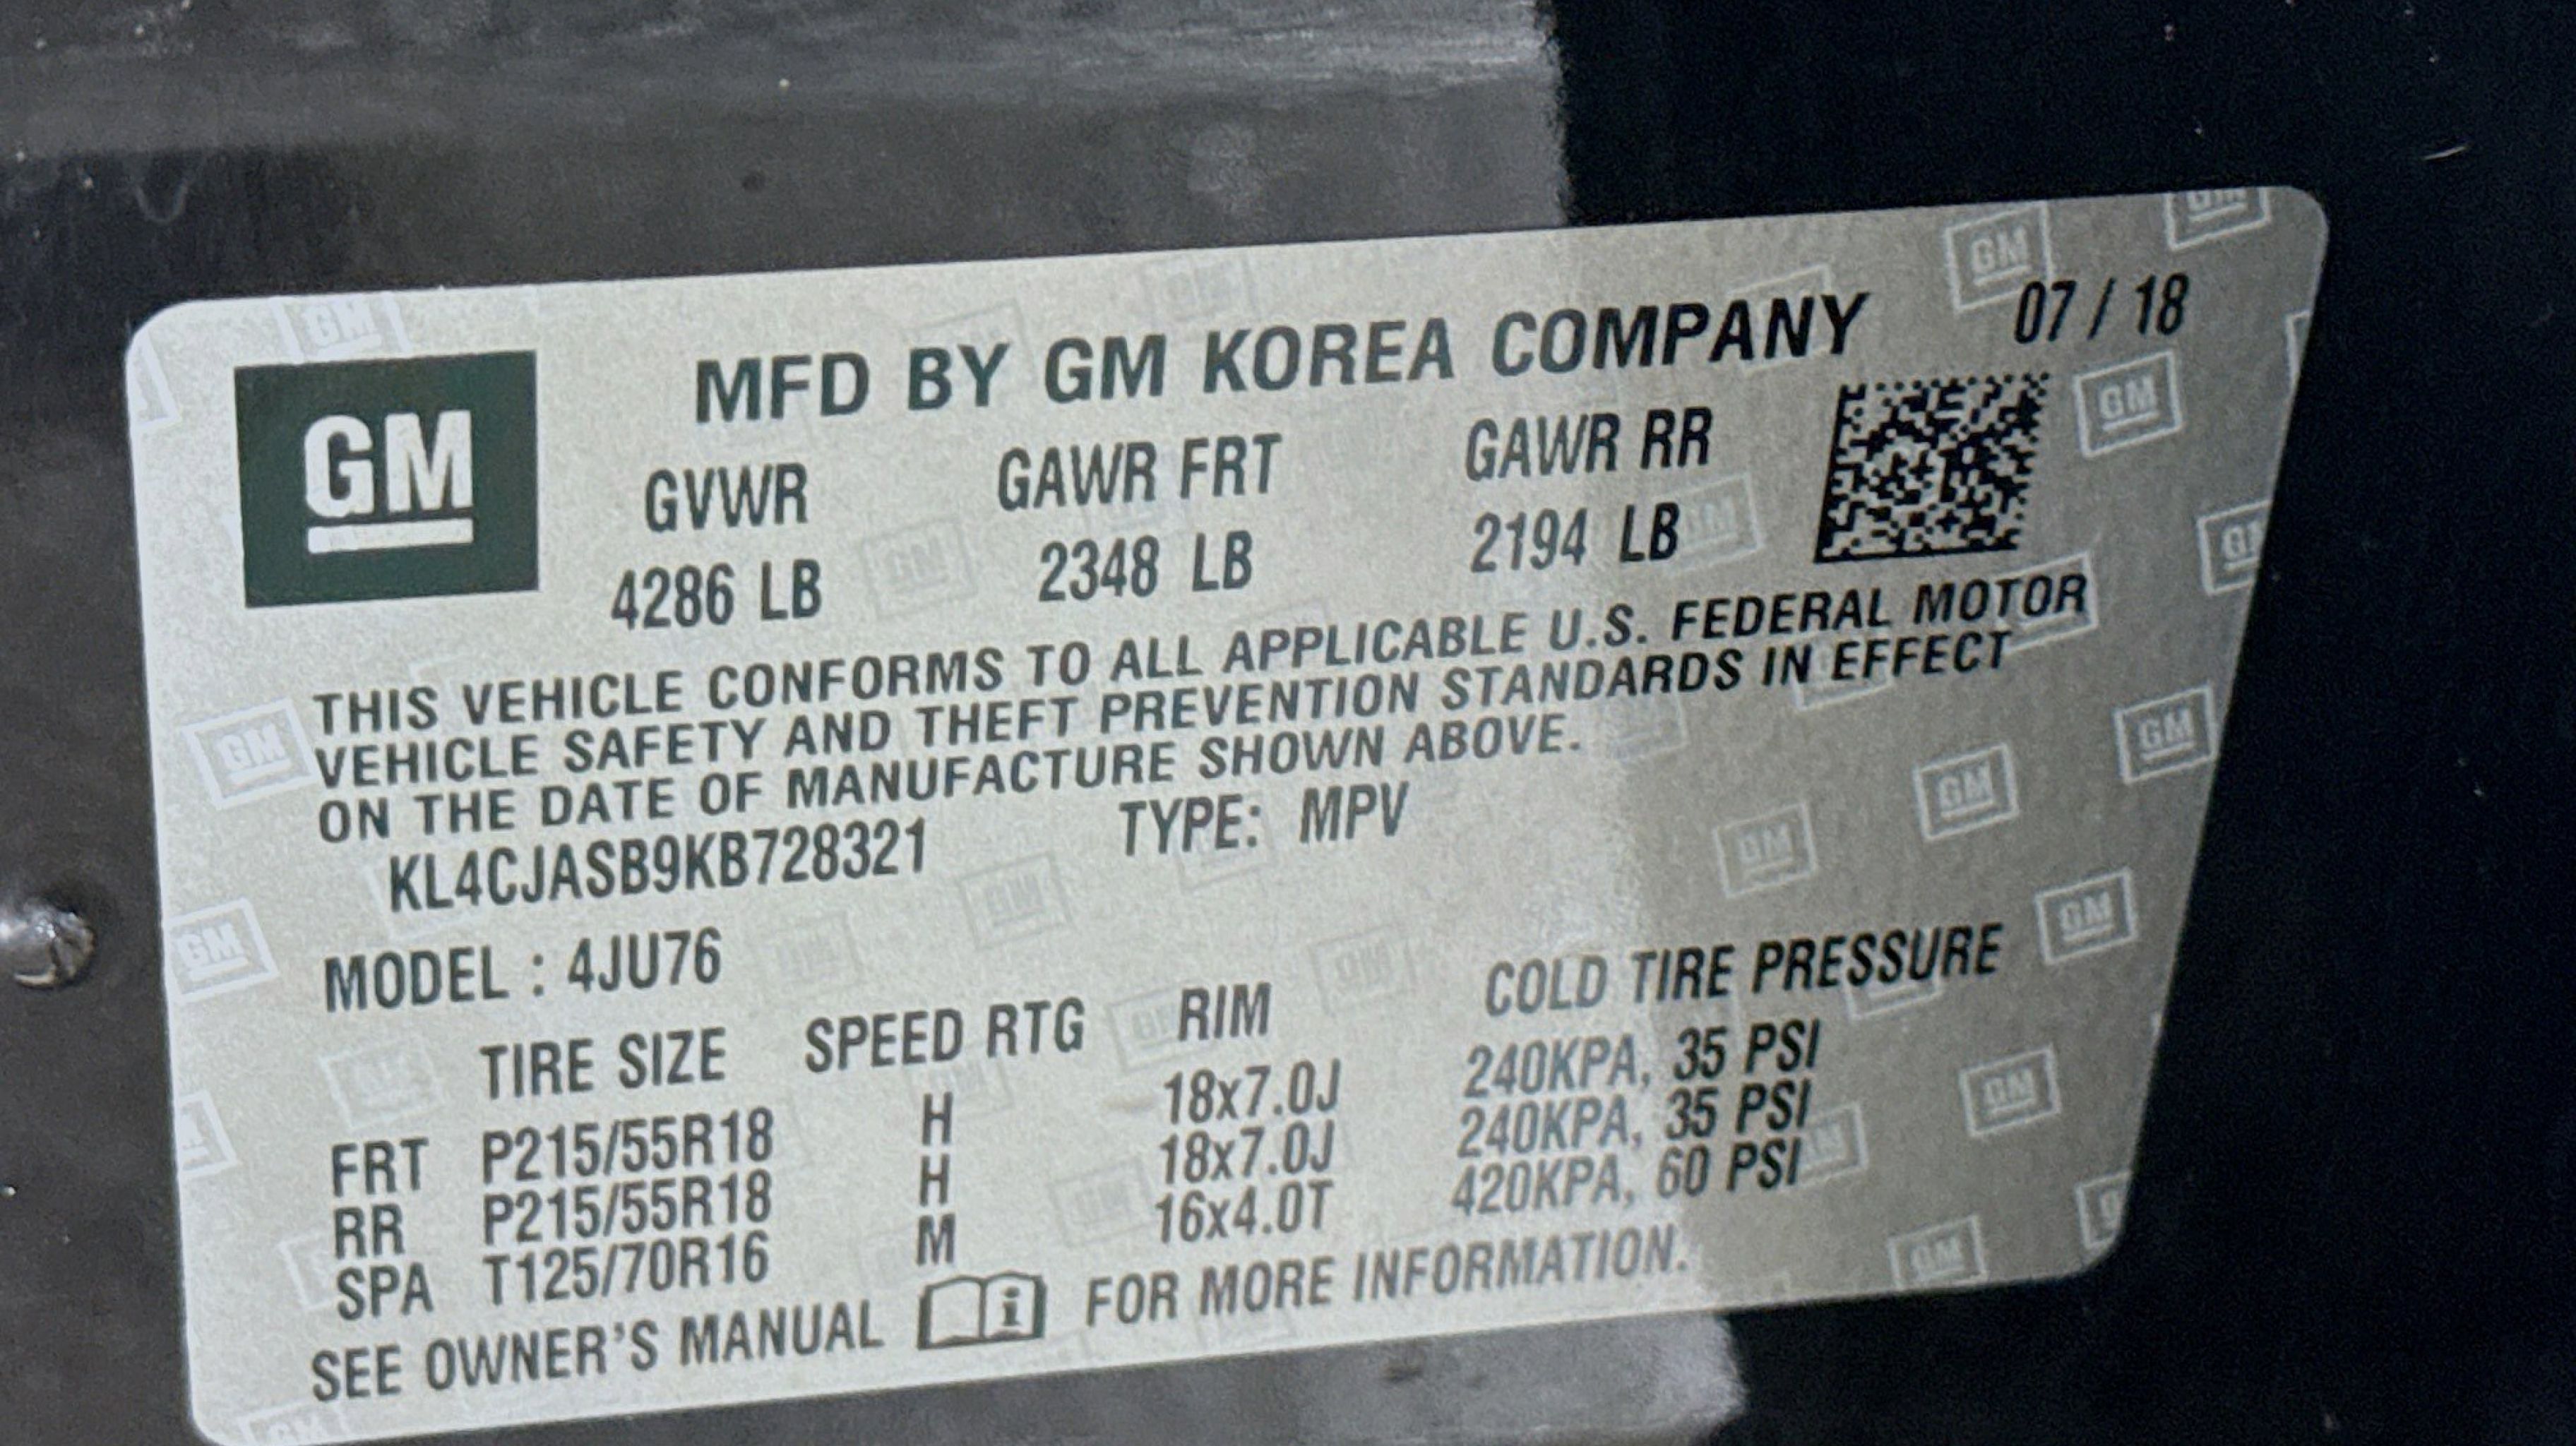 GM
MFD BY GM KOREA COMPANY 07 / 18
GVWR GAWR FRT GAWR RR
4286 LB 2348 LB 2194 LB
THIS VEHICLE CONFORMS TO ALL APPLICABLE U.S. FEDERAL MOTOR
VEHICLE SAFETY AND THEFT PREVENTION STANDARDS IN EFFECT
ON THE DATE OF MANUFACTURE SHOWN ABOVE.
KL4CJASB9KB728321 TYPE: MPV
MODEL : 4JU76
TIRE SIZE SPEED RTG RIM COLD TIRE PRESSURE
FRT P215/55R18 H 18x7.0J 240KPA, 35 PSI
RR P215/55R18 H 18x7.0J 240KPA, 35 PSI
SPA T125/70R16 M 16x4.0T 420KPA, 60 PSI
SEE OWNER'S MANUAL i FOR MORE INFORMATION.